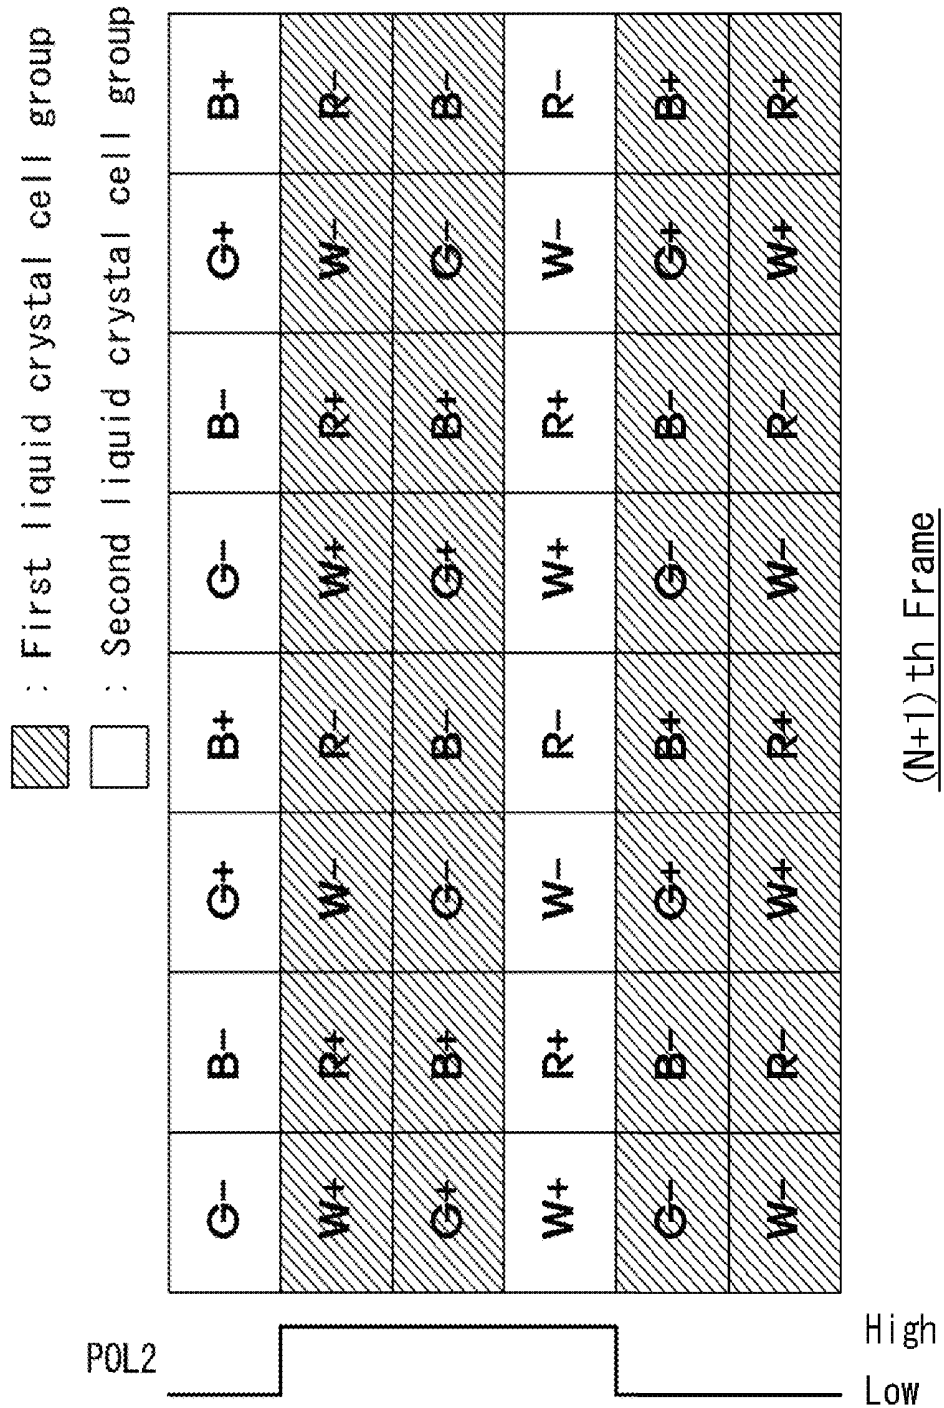 : First liquid crystal cell group
: Second liquid crystal cell group
B+ R− B− R− B+ R+
G+ W− G− W− G+ W+
B− R+ B+ R+ B− R−
G− W+ G+ W+ G− W−
B+ R− B− R− B+ R+
G+ W− G− W− G+ W+
B− R+ B+ R+ B− R−
G− W+ G+ W+ G− W−
POL2
High
Low
(N+1)th Frame